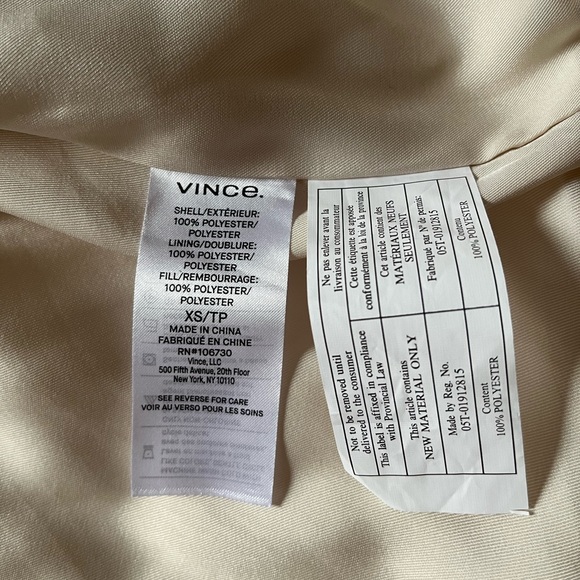 VINCE.
SHELL/EXTÉRIEUR:
100% POLYESTER/
POLYESTER
LINING/DOUBLURE:
100% POLYESTER/
POLYESTER
FILL/REMBOURRAGE:
100% POLYESTER/
POLYESTER
XS/TP
MADE IN CHINA
FABRIQUÉ EN CHINE
RN#106730
Vince, LLC
500 Fifth Avenue, 20th Floor
New York, NY, 10110
SEE REVERSE FOR CARE
VOIR AU VERSO POUR LES SOINS
Not to be removed until
delivered to the consumer
This label is affixed in compliance
with Provincial Law
This article contains
NEW MATERIAL ONLY
Made by Reg. No.
05T-01912815
Content
100% POLYESTER
Ne pas enlever avant la
livraison au consommateur
Cette étiquette est apposée
conformément à la loi de la province
Cet article content des
MATÉRIAUX NEUFS
SEULEMENT
Fabriqué par N° de permis:
05T-01912815
Contenu
100% POLYESTER